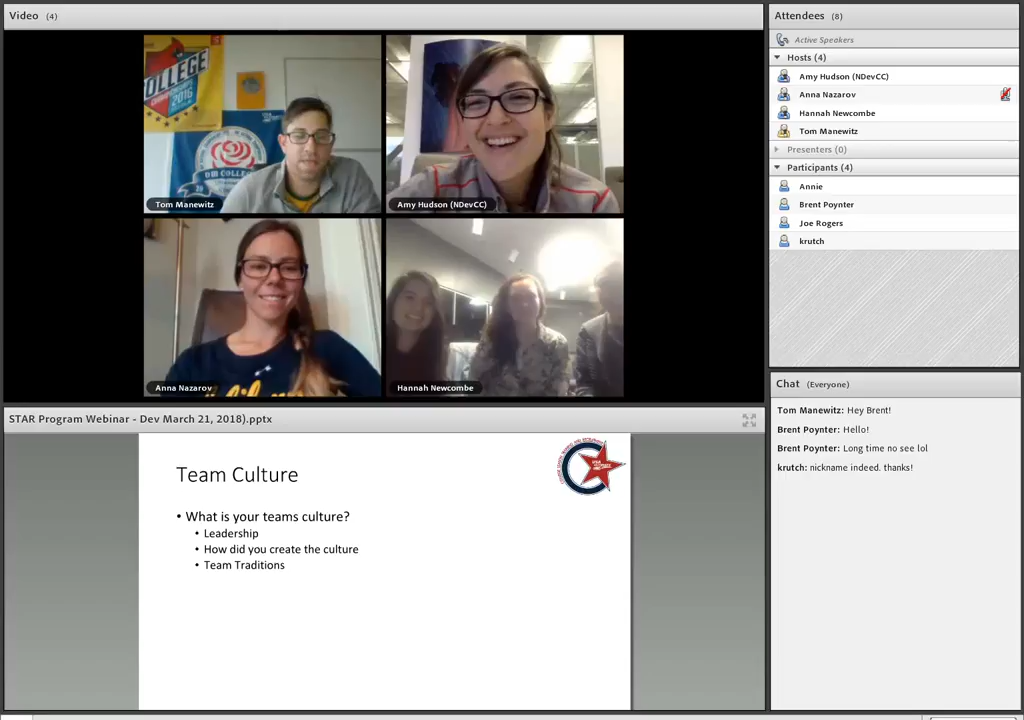 Video (4)
COLLEGE
2016
DIII COLLEGE
Tom Manewitz
Amy Hudson (NDevCC)
Anna Nazarov
Hannah Newcombe
STAR Program Webinar - Dev March 21, 2018).pptx
Team Culture
• What is your teams culture?
• Leadership
• How did you create the culture
• Team Traditions
Attendees (8)
Active Speakers
Hosts (4)
Amy Hudson (NDevCC)
Anna Nazarov
Hannah Newcombe
Tom Manewitz
Presenters (0)
Participants (4)
Annie
Brent Poynter
Joe Rogers
krutch
Chat (Everyone)
Tom Manewitz: Hey Brent!
Brent Poynter: Hello!
Brent Poynter: Long time no see lol
krutch: nickname indeed. thanks!